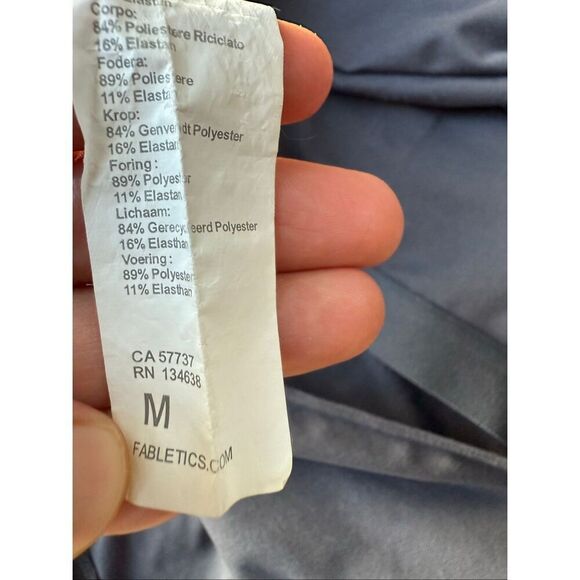 Elastan
Corpo:
84% Poliestere Riciclato
16% Elastan
Fodera:
89% Poliestere
11% Elastan
Krop:
84% Genvendt Polyester
16% Elastan
Foring :
89% Polyester
11% Elastan
Lichaam:
84% Gerecycleerd Polyester
16% Elasthan
Voering :
89% Polyester
11% Elasthan
CA 57737
RN 134638
M
FABLETICS.COM